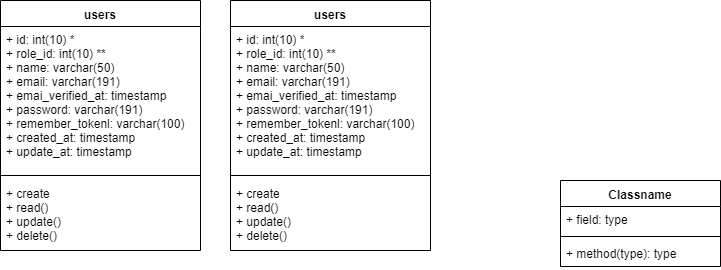 users
+ id: int(10) *
+ role_id: int(10) **
+ name: varchar(50)
+ email: varchar(191)
+ emai_verified_at: timestamp
+ password: varchar(191)
+ remember_tokenl: varchar(100)
+ created_at: timestamp
+ update_at: timestamp
+ create
+ read()
+ update()
+ delete()
users
+ id: int(10) *
+ role_id: int(10) **
+ name: varchar(50)
+ email: varchar(191)
+ emai_verified_at: timestamp
+ password: varchar(191)
+ remember_tokenl: varchar(100)
+ created_at: timestamp
+ update_at: timestamp
+ create
+ read()
+ update()
+ delete()
Classname
+ field: type
+ method(type): type